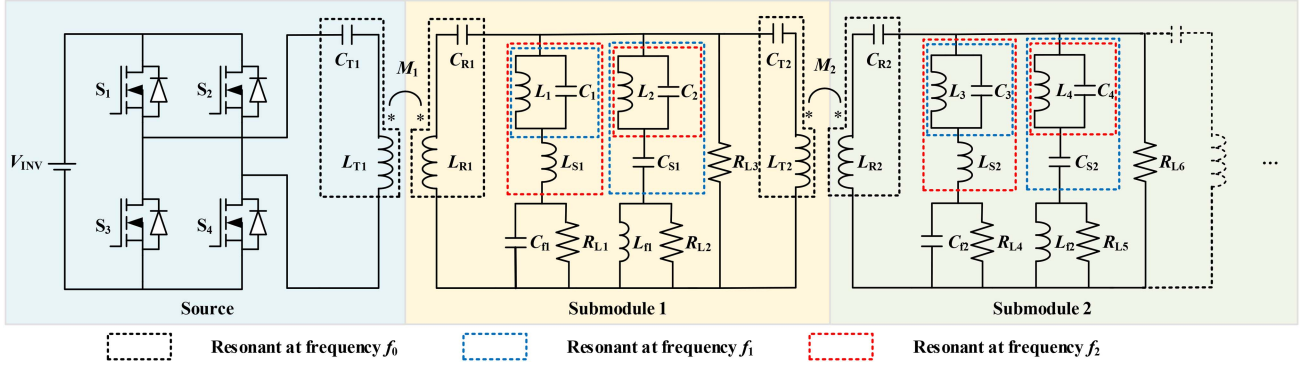 C_T1
M_1
C_R1
L_1
C_1
L_2
C_2
C_T2
M_2
C_R2
L_3
C_3
L_4
C_4
S_1
S_2
*
*
*
*
V_INV
L_T1
L_R1
L_S1
C_S1
R_L3
L_T2
L_R2
L_S2
C_S2
R_L6
...
S_3
S_4
C_f1
R_L1
L_f1
R_L2
C_f2
R_L4
L_f2
R_L5
Source
Submodule 1
Submodule 2
Resonant at frequency f_0
Resonant at frequency f_1
Resonant at frequency f_2